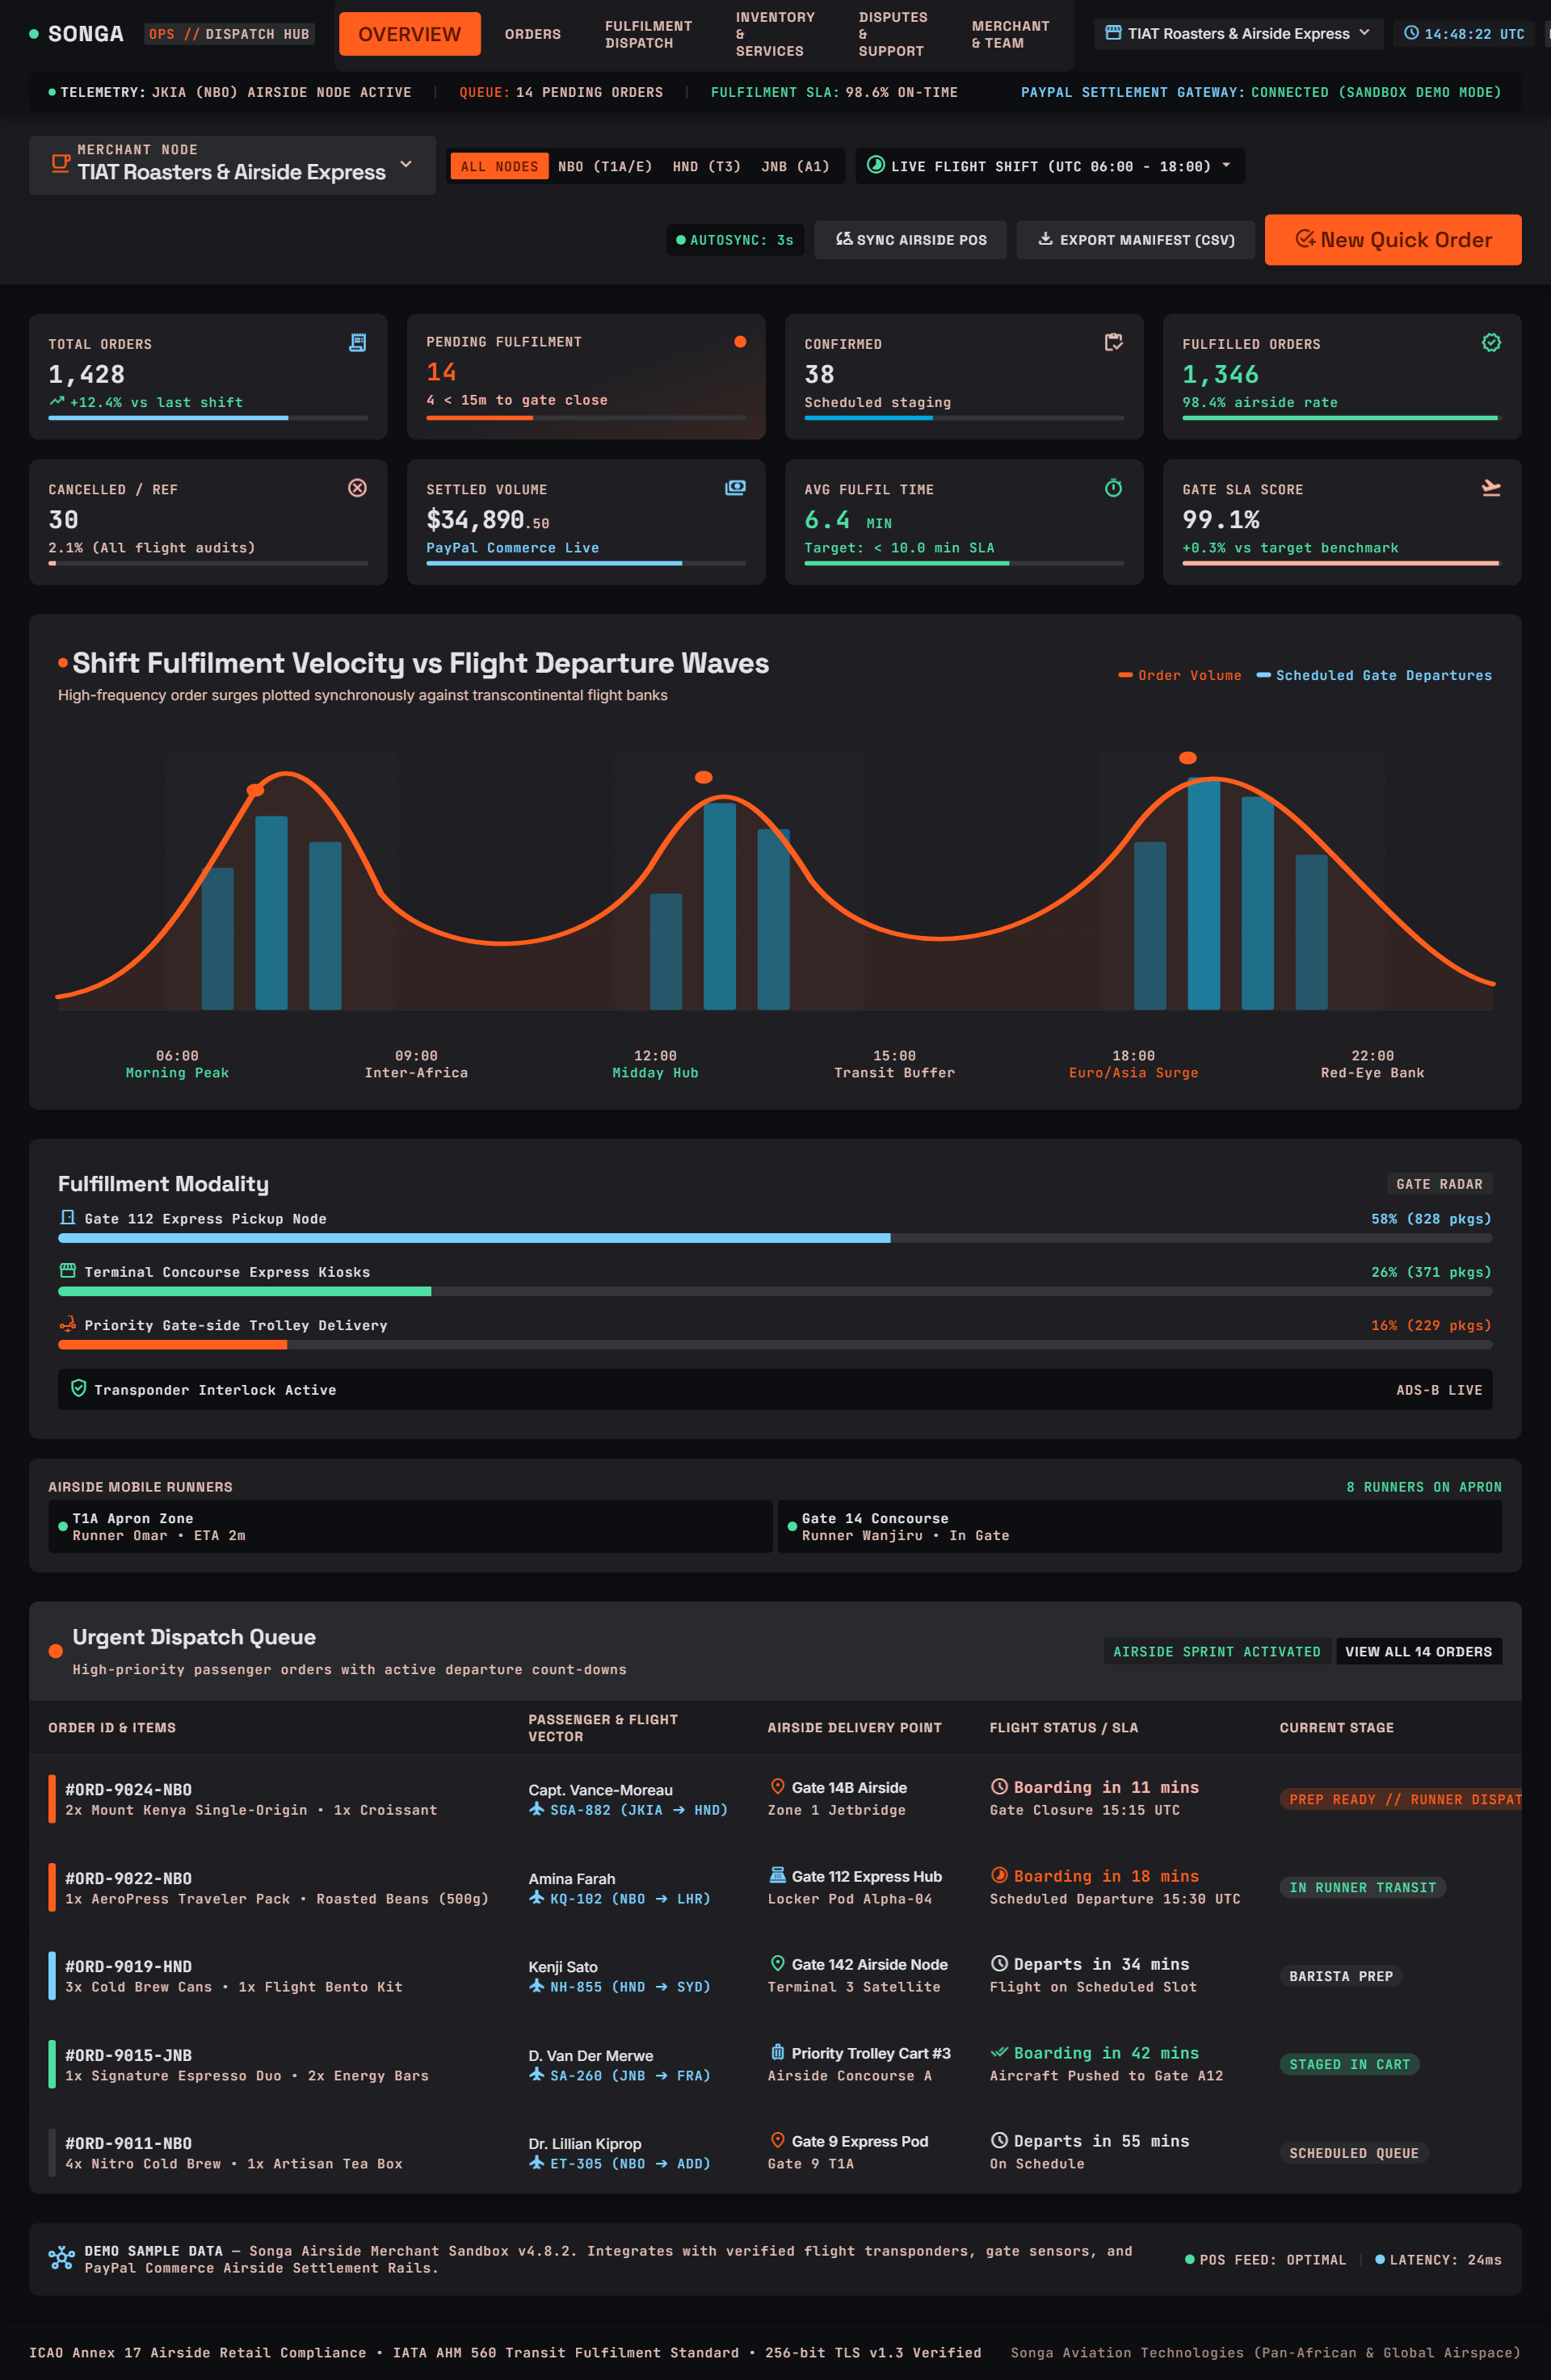 SONGA
OPS // DISPATCH HUB
OVERVIEW
ORDERS
FULFILMENT
DISPATCH
INVENTORY
&
SERVICES
DISPUTES
&
SUPPORT
MERCHANT
& TEAM
TIAT Roasters & Airside Express
14:48:22 UTC
TELEMETRY: JKIA (NBO) AIRSIDE NODE ACTIVE
QUEUE: 14 PENDING ORDERS
FULFILMENT SLA: 98.6% ON-TIME
PAYPAL SETTLEMENT GATEWAY: CONNECTED (SANDBOX DEMO MODE)
MERCHANT NODE
TIAT Roasters & Airside Express
ALL NODES
NBO (T1A/E)
HND (T3)
JNB (A1)
LIVE FLIGHT SHIFT (UTC 06:00 - 18:00)
AUTOSYNC: 3s
SYNC AIRSIDE POS
EXPORT MANIFEST (CSV)
New Quick Order
TOTAL ORDERS
1,428
+12.4% vs last shift
PENDING FULFILMENT
14
4 < 15m to gate close
CONFIRMED
38
Scheduled staging
FULFILLED ORDERS
1,346
98.4% airside rate
CANCELLED / REF
30
2.1% (All flight audits)
SETTLED VOLUME
$34,890.50
PayPal Commerce Live
AVG FULFIL TIME
6.4 MIN
Target: < 10.0 min SLA
GATE SLA SCORE
99.1%
+0.3% vs target benchmark
Shift Fulfilment Velocity vs Flight Departure Waves
High-frequency order surges plotted synchronously against transcontinental flight banks
Order Volume
Scheduled Gate Departures
06:00
Morning Peak
09:00
Inter-Africa
12:00
Midday Hub
15:00
Transit Buffer
18:00
Euro/Asia Surge
22:00
Red-Eye Bank
Fulfillment Modality
GATE RADAR
Gate 112 Express Pickup Node
58% (828 pkgs)
Terminal Concourse Express Kiosks
26% (371 pkgs)
Priority Gate-side Trolley Delivery
16% (229 pkgs)
Transponder Interlock Active
ADS-B LIVE
AIRSIDE MOBILE RUNNERS
8 RUNNERS ON APRON
T1A Apron Zone
Runner Omar • ETA 2m
Gate 14 Concourse
Runner Wanjiru • In Gate
Urgent Dispatch Queue
High-priority passenger orders with active departure count-downs
AIRSIDE SPRINT ACTIVATED
VIEW ALL 14 ORDERS
ORDER ID & ITEMS
PASSENGER & FLIGHT
VECTOR
AIRSIDE DELIVERY POINT
FLIGHT STATUS / SLA
CURRENT STAGE
#ORD-9024-NBO
2x Mount Kenya Single-Origin • 1x Croissant
Capt. Vance-Moreau
SGA-882 (JKIA → HND)
Gate 14B Airside
Zone 1 Jetbridge
Boarding in 11 mins
Gate Closure 15:15 UTC
PREP READY // RUNNER DISPAT
#ORD-9022-NBO
1x AeroPress Traveler Pack • Roasted Beans (500g)
Amina Farah
KQ-102 (NBO → LHR)
Gate 112 Express Hub
Locker Pod Alpha-04
Boarding in 18 mins
Scheduled Departure 15:30 UTC
IN RUNNER TRANSIT
#ORD-9019-HND
3x Cold Brew Cans • 1x Flight Bento Kit
Kenji Sato
NH-855 (HND → SYD)
Gate 142 Airside Node
Terminal 3 Satellite
Departs in 34 mins
Flight on Scheduled Slot
BARISTA PREP
#ORD-9015-JNB
1x Signature Espresso Duo • 2x Energy Bars
D. Van Der Merwe
SA-260 (JNB → FRA)
Priority Trolley Cart #3
Airside Concourse A
Boarding in 42 mins
Aircraft Pushed to Gate A12
STAGED IN CART
#ORD-9011-NBO
4x Nitro Cold Brew • 1x Artisan Tea Box
Dr. Lillian Kiprop
ET-305 (NBO → ADD)
Gate 9 Express Pod
Gate 9 T1A
Departs in 55 mins
On Schedule
SCHEDULED QUEUE
DEMO SAMPLE DATA — Songa Airside Merchant Sandbox v4.8.2. Integrates with verified flight transponders, gate sensors, and
PayPal Commerce Airside Settlement Rails.
POS FEED: OPTIMAL
LATENCY: 24ms
ICAO Annex 17 Airside Retail Compliance • IATA AHM 560 Transit Fulfilment Standard • 256-bit TLS v1.3 Verified
Songa Aviation Technologies (Pan-African & Global Airspace)